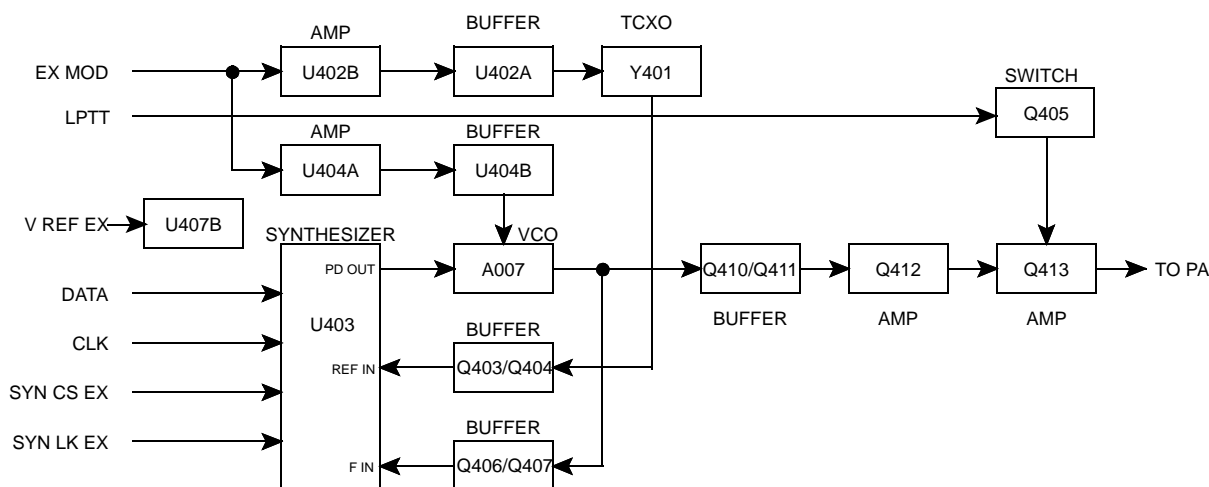 AMP
BUFFER
TCXO
EX MOD
U402B
U402A
Y401
SWITCH
LPTT
Q405
AMP
BUFFER
U404A
U404B
V REF EX
U407B
SYNTHESIZER
VCO
PD OUT
A007
Q410/Q411
Q412
Q413
TO PA
DATA
BUFFER
AMP
AMP
U403
CLK
BUFFER
REF IN
Q403/Q404
SYN CS EX
BUFFER
SYN LK EX
F IN
Q406/Q407